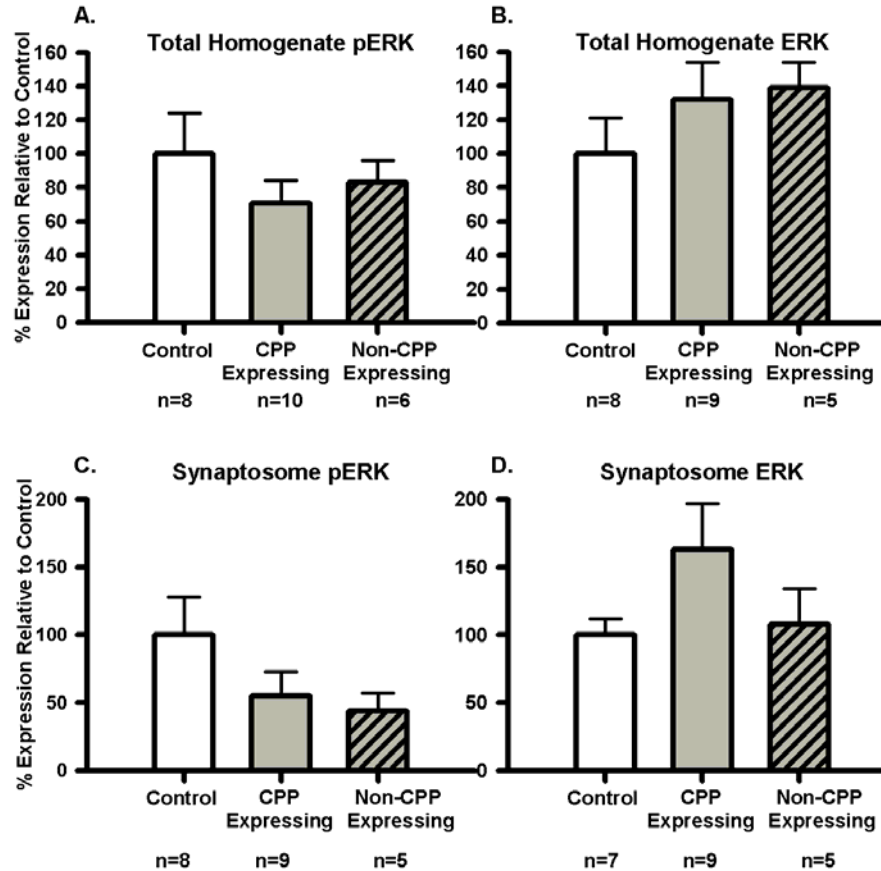 A.
Total Homogenate pERK
% Expression Relative to Control
160
140
120
100
80
60
40
20
0
Control
CPP
Expressing
Non-CPP
Expressing
n=8
n=10
n=6
B.
Total Homogenate ERK
160
140
120
100
80
60
40
20
0
Control
CPP
Expressing
Non-CPP
Expressing
n=8
n=9
n=5
C.
Synaptosome pERK
% Expression Relative to Control
200
150
100
50
0
Control
CPP
Expressing
Non-CPP
Expressing
n=8
n=9
n=5
D.
Synaptosome ERK
200
150
100
50
0
Control
CPP
Expressing
Non-CPP
Expressing
n=7
n=9
n=5